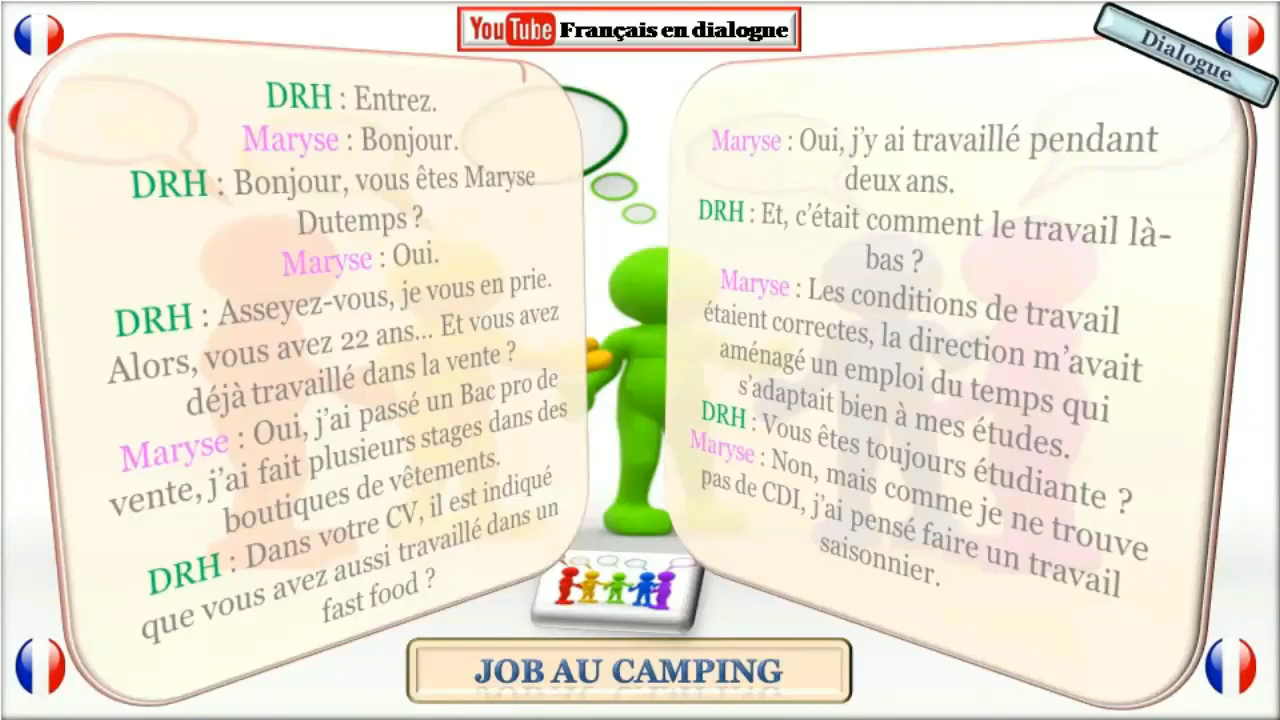 YouTube Français en dialogue
Dialogue
DRH : Entrez.
Maryse : Bonjour.
DRH : Bonjour, vous êtes Maryse
Dutemps ?
Maryse : Oui.
DRH : Asseyez-vous, je vous en prie.
Alors, vous avez 22 ans... Et vous avez
déjà travaillé dans la vente ?
Maryse : Oui, j'ai passé un Bac pro de
vente, j'ai fait plusieurs stages dans des
boutiques de vêtements.
DRH : Dans votre CV, il est indiqué
que vous avez aussi travaillé dans un
fast food ?
Maryse : Oui, j'y ai travaillé pendant
deux ans.
DRH : Et, c'était comment le travail là-
bas ?
Maryse : Les conditions de travail
étaient correctes, la direction m'avait
aménagé un emploi du temps qui
s'adaptait bien à mes études.
DRH : Vous êtes toujours étudiante ?
Maryse : Non, mais comme je ne trouve
pas de CDI, j'ai pensé faire un travail
saisonnier.
JOB AU CAMPING